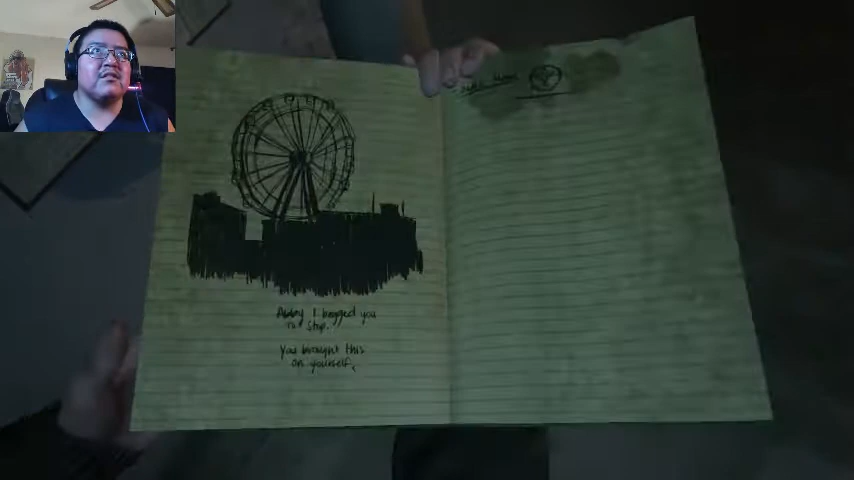 Abby I begged you
to stop.
You brought this
on yourself.